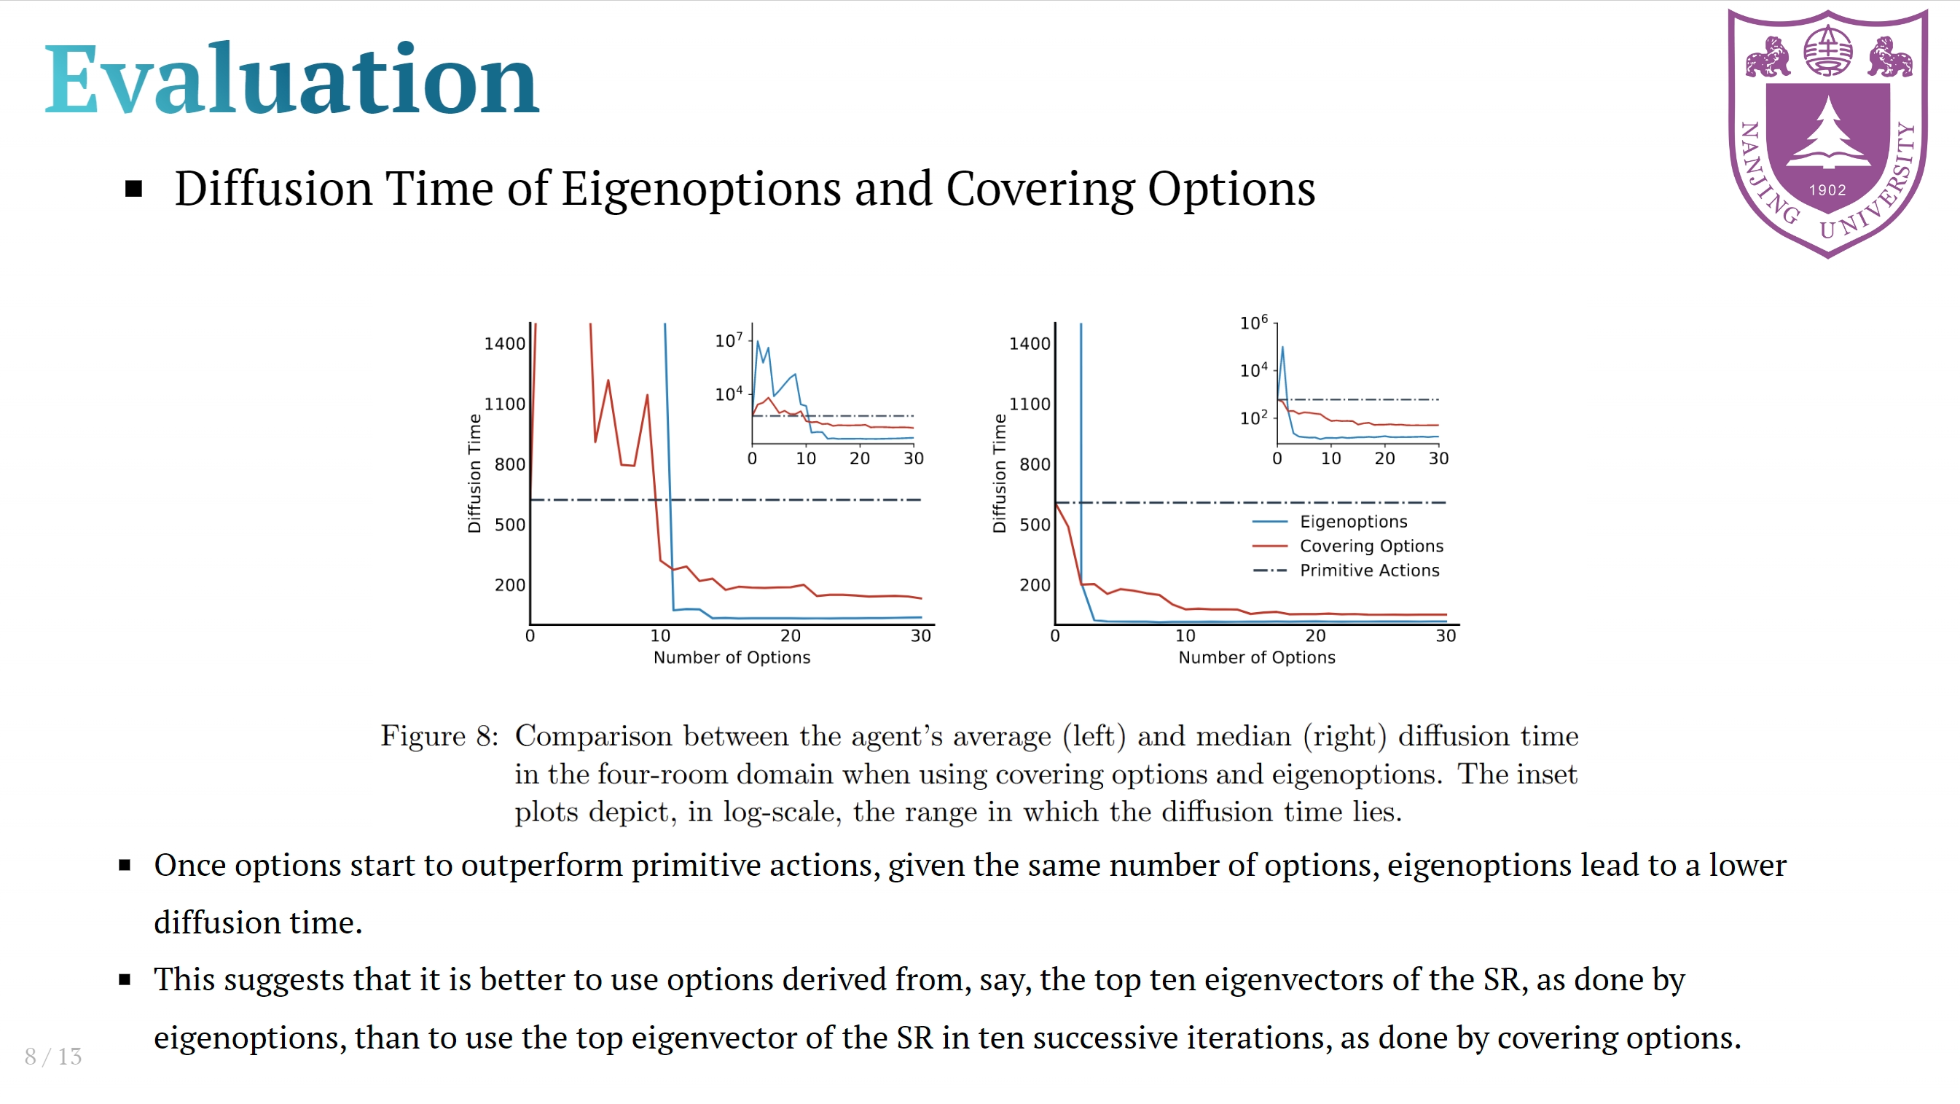 Evaluation
NANJING UNIVERSITY
1902
▪ Diffusion Time of Eigenoptions and Covering Options
1400
1100
800
500
200
Diffusion Time
0 10 20 30
Number of Options
10^7
10^4
0 10 20 30
1400
1100
800
500
200
Diffusion Time
0 10 20 30
Number of Options
10^6
10^4
10^2
0 10 20 30
Eigenoptions
Covering Options
Primitive Actions
Figure 8: Comparison between the agent's average (left) and median (right) diffusion time
in the four-room domain when using covering options and eigenoptions. The inset
plots depict, in log-scale, the range in which the diffusion time lies.
▪ Once options start to outperform primitive actions, given the same number of options, eigenoptions lead to a lower
diffusion time.
▪ This suggests that it is better to use options derived from, say, the top ten eigenvectors of the SR, as done by
eigenoptions, than to use the top eigenvector of the SR in ten successive iterations, as done by covering options.
8 / 13